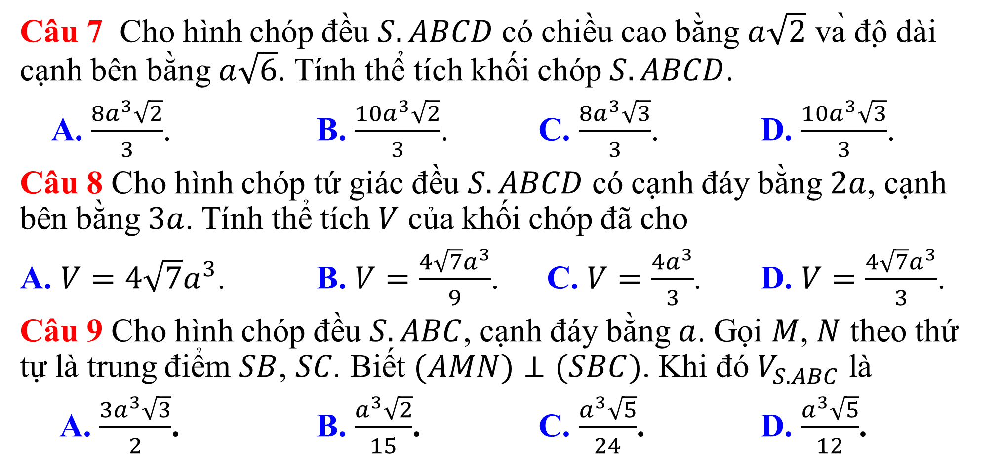 Câu 7 Cho hình chóp đều S.ABCD có chiều cao bằng a√2 và độ dài
cạnh bên bằng a√6. Tính thể tích khối chóp S.ABCD.
A. \frac{8a^3\sqrt{2}}{3}. B. \frac{10a^3\sqrt{2}}{3}. C. \frac{8a^3\sqrt{3}}{3}. D. \frac{10a^3\sqrt{3}}{3}.
Câu 8 Cho hình chóp tứ giác đều S.ABCD có cạnh đáy bằng 2a, cạnh
bên bằng 3a. Tính thể tích V của khối chóp đã cho
A. V = 4\sqrt{7}a^3. B. V = \frac{4\sqrt{7}a^3}{9}. C. V = \frac{4a^3}{3}. D. V = \frac{4\sqrt{7}a^3}{3}.
Câu 9 Cho hình chóp đều S.ABC, cạnh đáy bằng a. Gọi M, N theo thứ
tự là trung điểm SB, SC. Biết (AMN) ⊥ (SBC). Khi đó V_{S.ABC} là
A. \frac{3a^3\sqrt{3}}{2}. B. \frac{a^3\sqrt{2}}{15}. C. \frac{a^3\sqrt{5}}{24}. D. \frac{a^3\sqrt{5}}{12}.